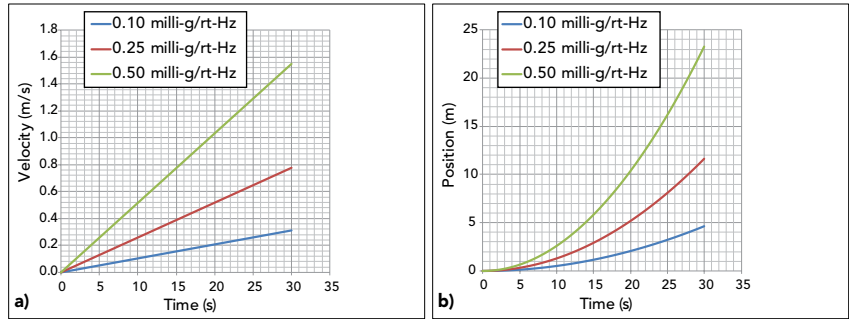 0.10 milli-g/rt-Hz
0.25 milli-g/rt-Hz
0.50 milli-g/rt-Hz
1.8
1.6
1.4
1.2
1.0
0.8
0.6
0.4
0.2
0.0
Velocity (m/s)
0 5 10 15 20 25 30 35
Time (s)
a)
0.10 milli-g/rt-Hz
0.25 milli-g/rt-Hz
0.50 milli-g/rt-Hz
25
20
15
10
5
0
Position (m)
0 5 10 15 20 25 30 35
Time (s)
b)